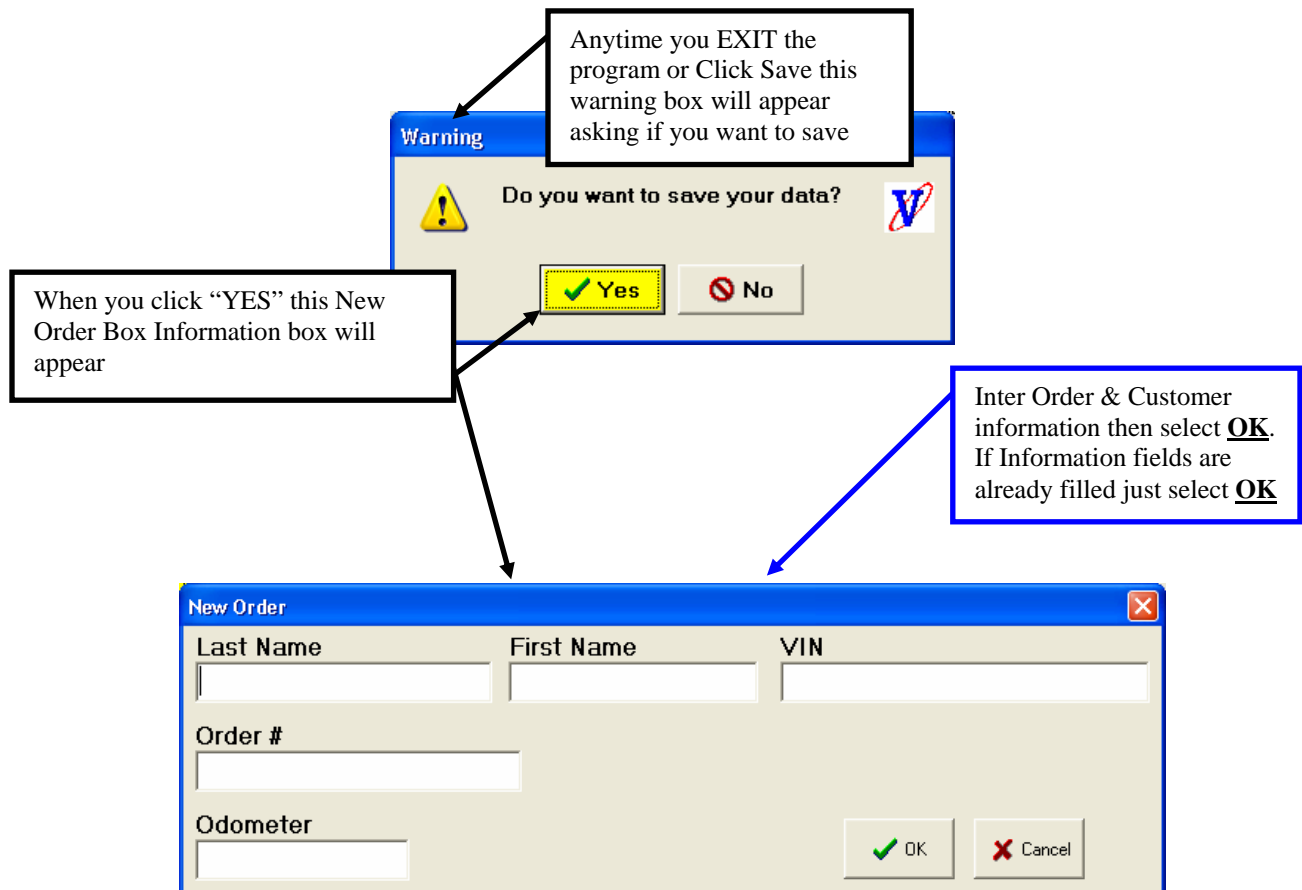 Anytime you EXIT the
program or Click Save this
warning box will appear
asking if you want to save
Warning
Do you want to save your data?
V
Yes
No
When you click “YES” this New
Order Box Information box will
appear
Inter Order & Customer
information then select OK.
If Information fields are
already filled just select OK
New Order
Last Name First Name VIN
Order #
Odometer
OK Cancel